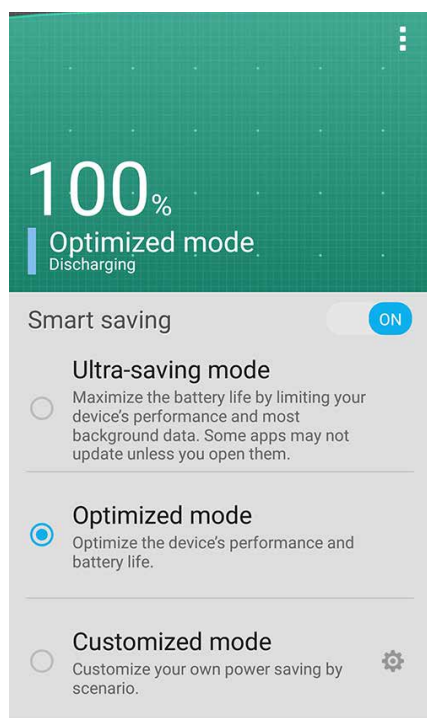 100%
Optimized mode
Discharging
Smart saving
ON
Ultra-saving mode
Maximize the battery life by limiting your
device's performance and most
background data. Some apps may not
update unless you open them.
Optimized mode
Optimize the device's performance and
battery life.
Customized mode
Customize your own power saving by
scenario.